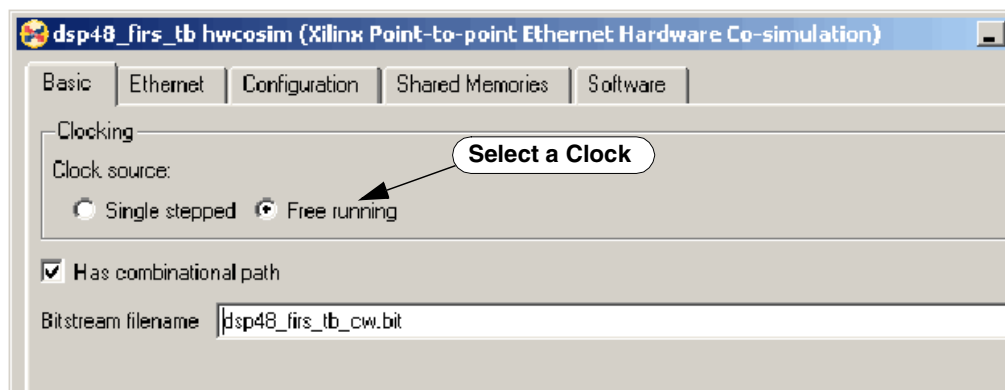 dsp48_firs_tb hwcosim (Xilinx Point-to-point Ethernet Hardware Co-simulation)
Basic Ethernet Configuration Shared Memories Software
Clocking
Select a Clock
Clock source:
Single stepped Free running
Has combinational path
Bitstream filename dsp48_firs_tb_cw.bit